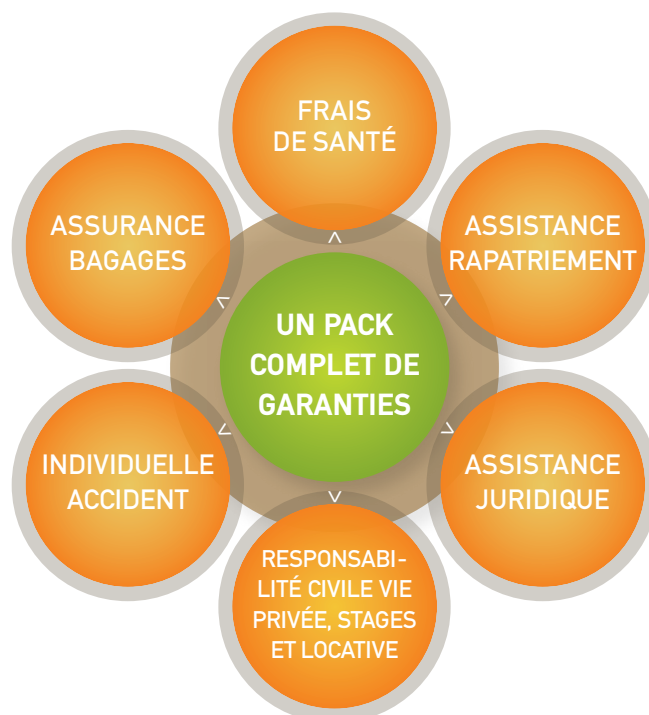 FRAIS
DE SANTÉ
ASSURANCE
BAGAGES
ASSISTANCE
RAPATRIEMENT
UN PACK
COMPLET DE
GARANTIES
INDIVIDUELLE
ACCIDENT
ASSISTANCE
JURIDIQUE
RESPONSABI-
LITÉ CIVILE VIE
PRIVÉE, STAGES
ET LOCATIVE